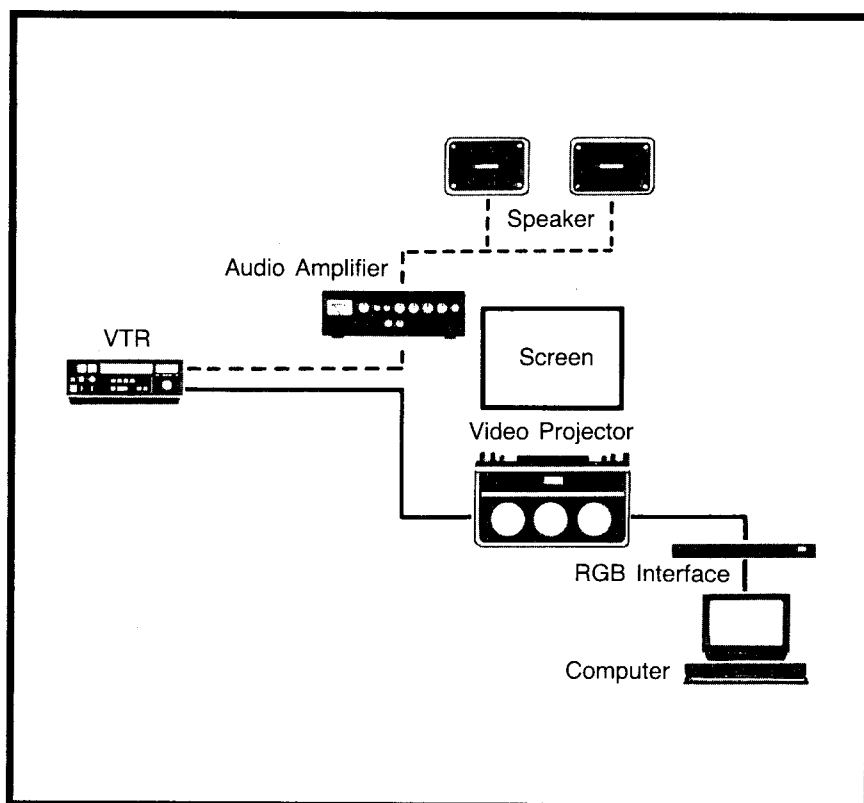 Speaker
Audio Amplifier
VTR
Screen
Video Projector
RGB Interface
Computer